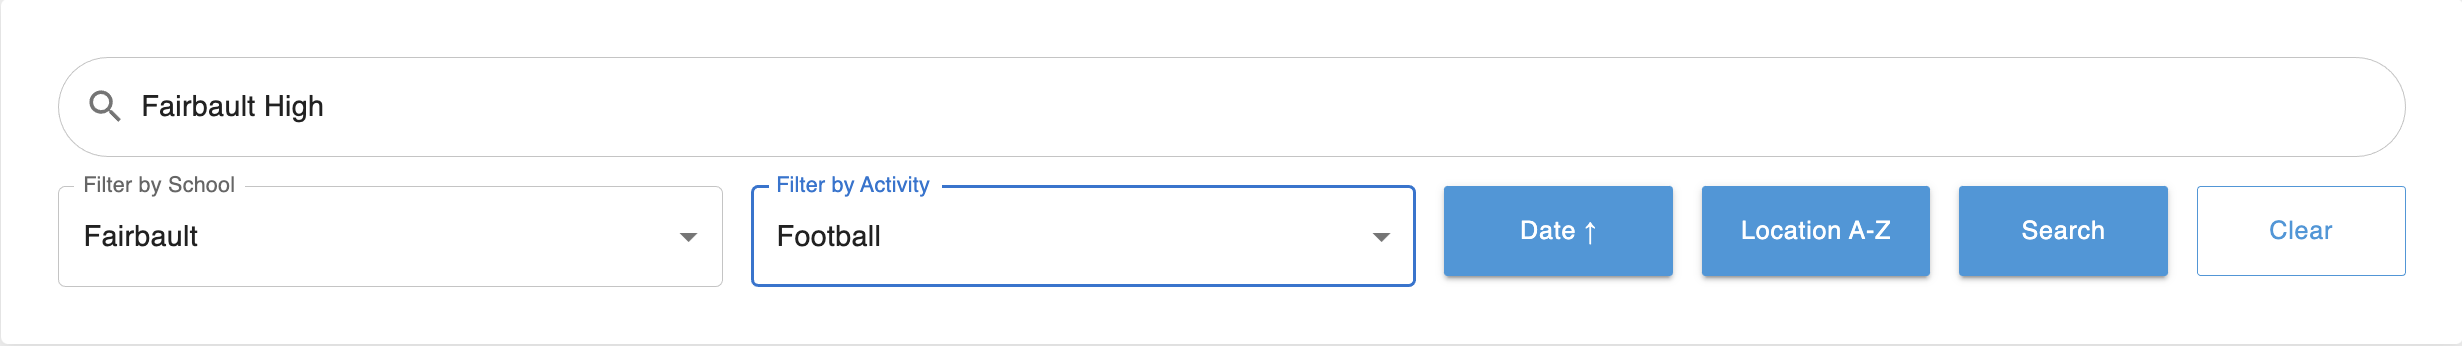 Fairbault High
Filter by School
Fairbault
Filter by Activity
Football
Date ↑
Location A-Z
Search
Clear